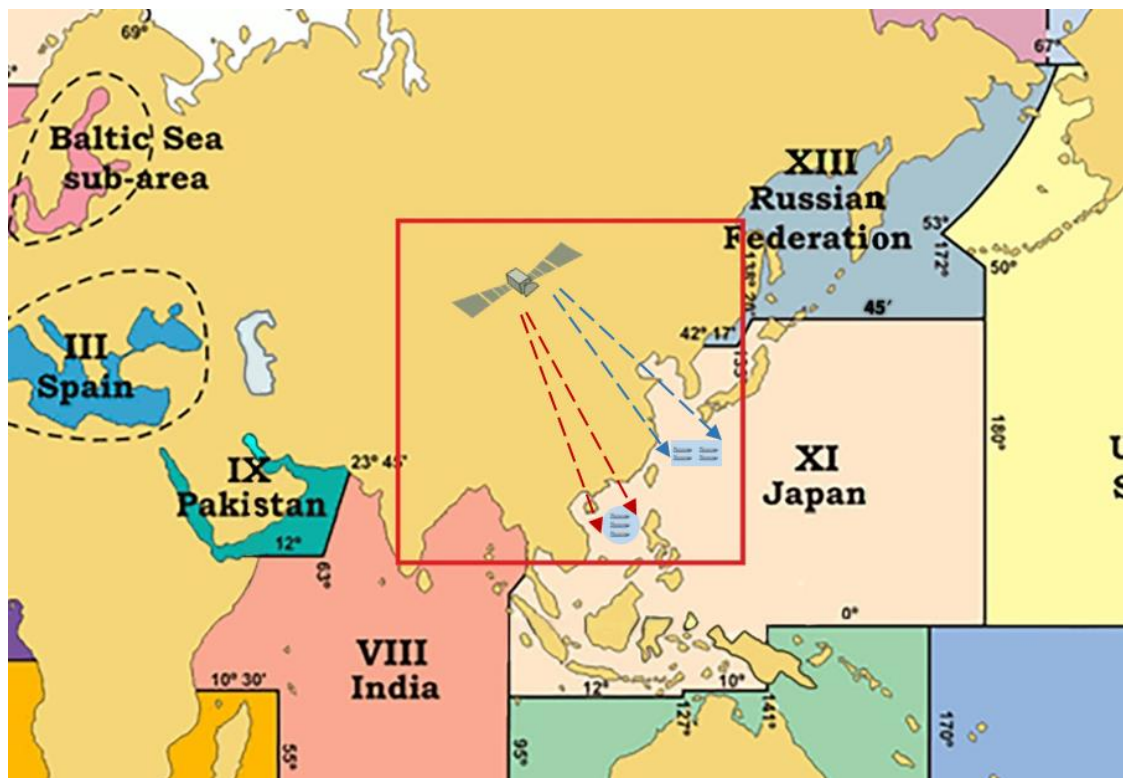 69°
67°
Baltic Sea
sub-area
XIII
Russian
Federation
53°
172°
50°
III
Spain
42° 17'
45'
180°
IX
Pakistan
23° 45'
XI
Japan
12°
63°
0°
VIII
India
10° 30'
12°
10°
127°
141°
55°
95°
170°